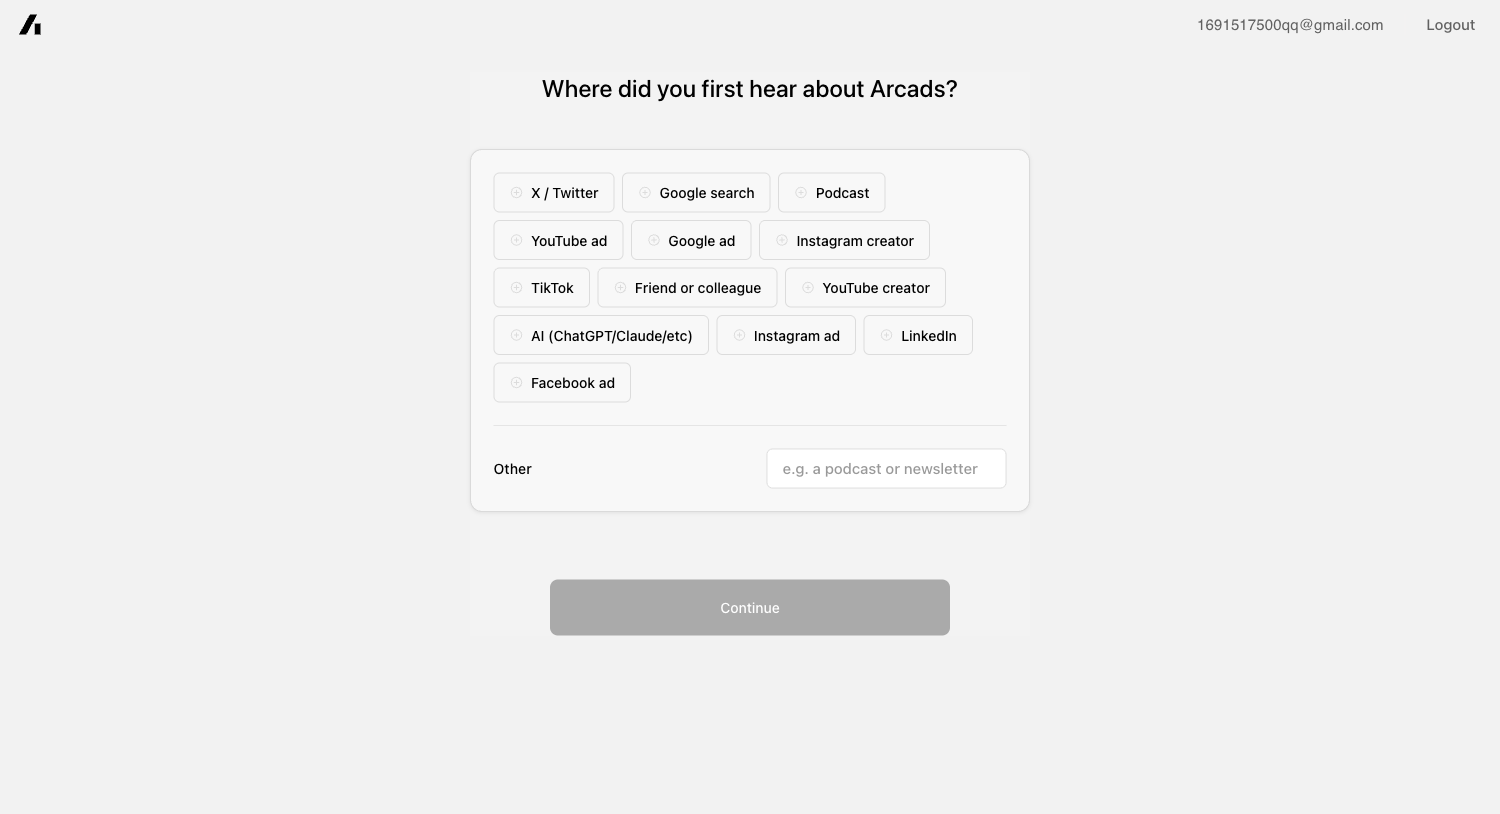 1691517500qq@gmail.com Logout
Where did you first hear about Arcads?
X / Twitter Google search Podcast
YouTube ad Google ad Instagram creator
TikTok Friend or colleague YouTube creator
AI (ChatGPT/Claude/etc) Instagram ad LinkedIn
Facebook ad
Other e.g. a podcast or newsletter
Continue